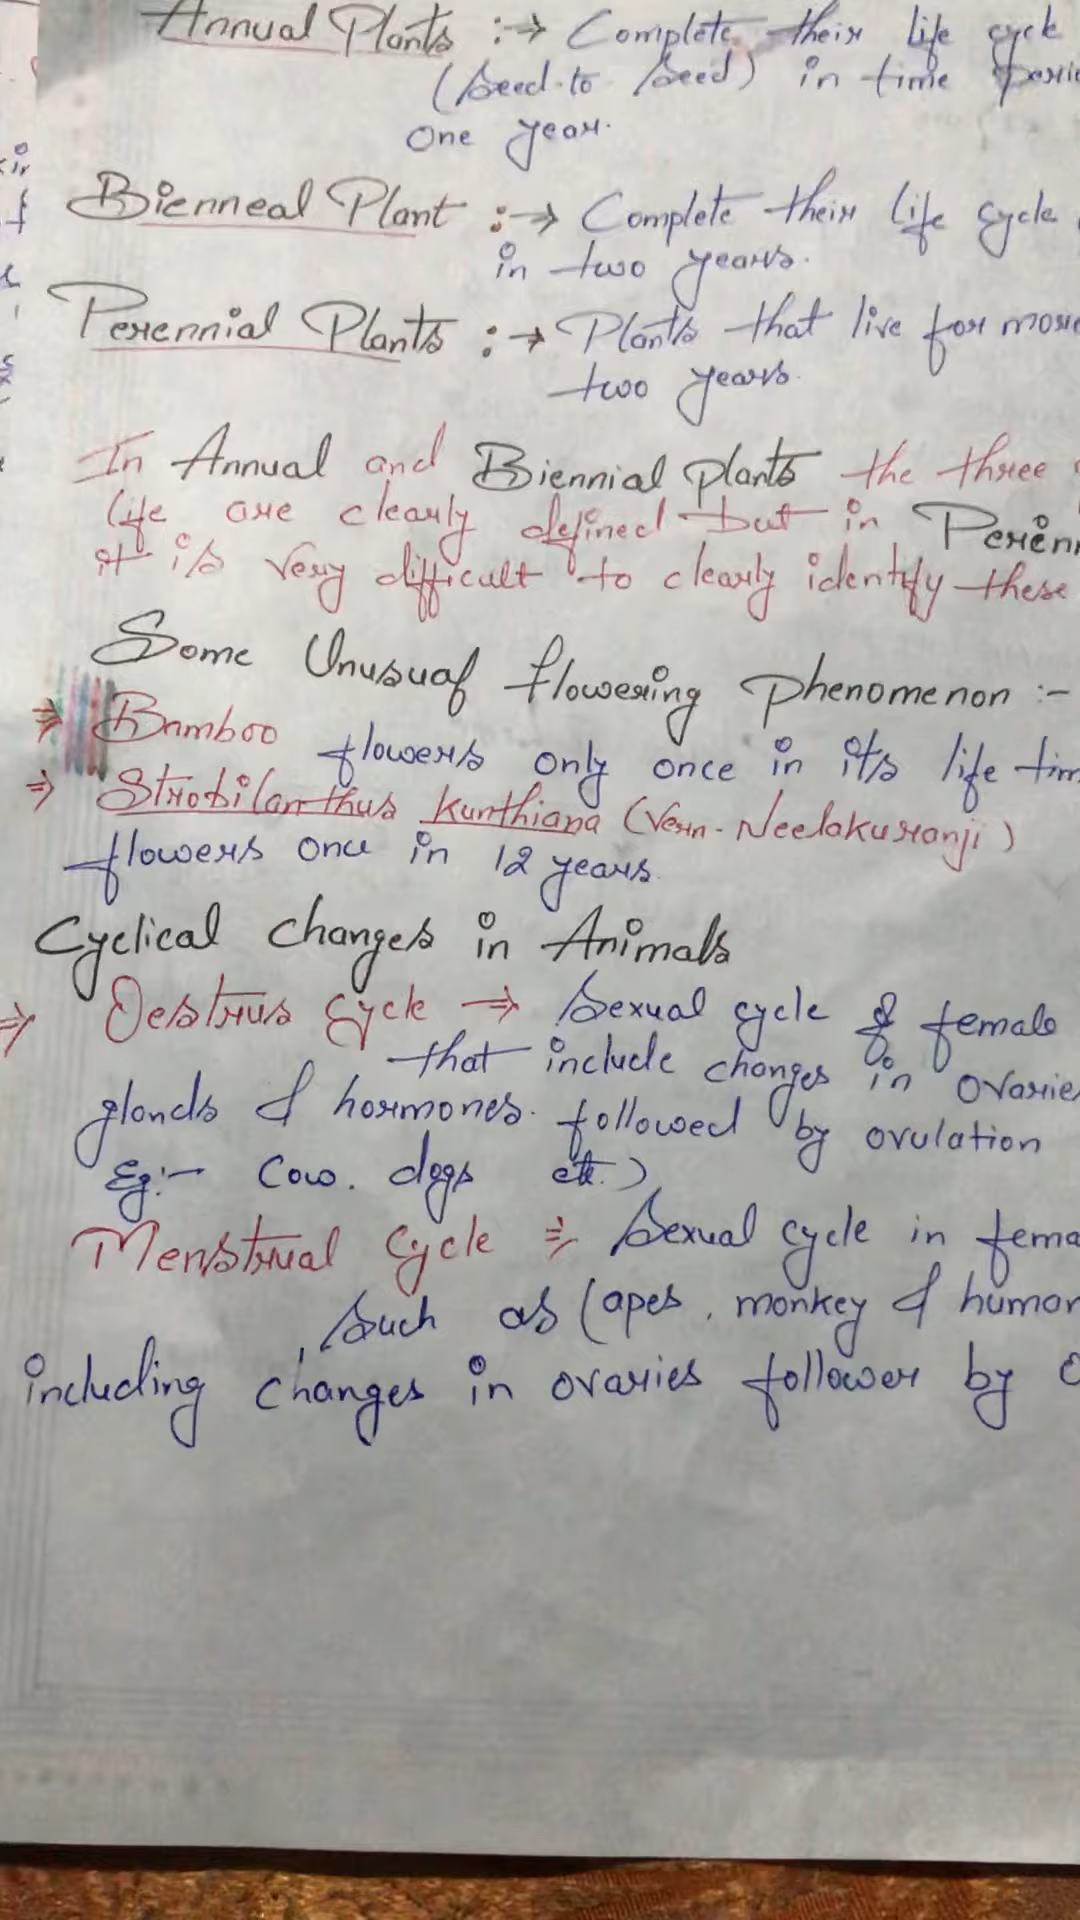 Annual Plants :→ Complete their life cycle
(seed to seed) in time
One year.
Bienneal Plant :→ Complete their life cycle
in two years.
Perennial Plants :→ Plants that live for more
two years.
In Annual and Biennial plants the three
life are clearly defined but in
it is very difficult to clearly identify these
Some Unusual flowering phenomenon :-
⇒ Bamboo flowers only once in it's life
⇒ Strobilanthus kunthiana (Vern- Neelakuranji)
flowers once in 12 years
Cyclical changes in Animals
⇒ Oestrus cycle → Sexual cycle of female
that include changes in
glands & hormones. followed by ovulation
Eg:- Cow. dogs etc.)
Menstrual Cycle ⇒ Sexual cycle in
such as (apes, monkey &
including changes in ovaries follower by